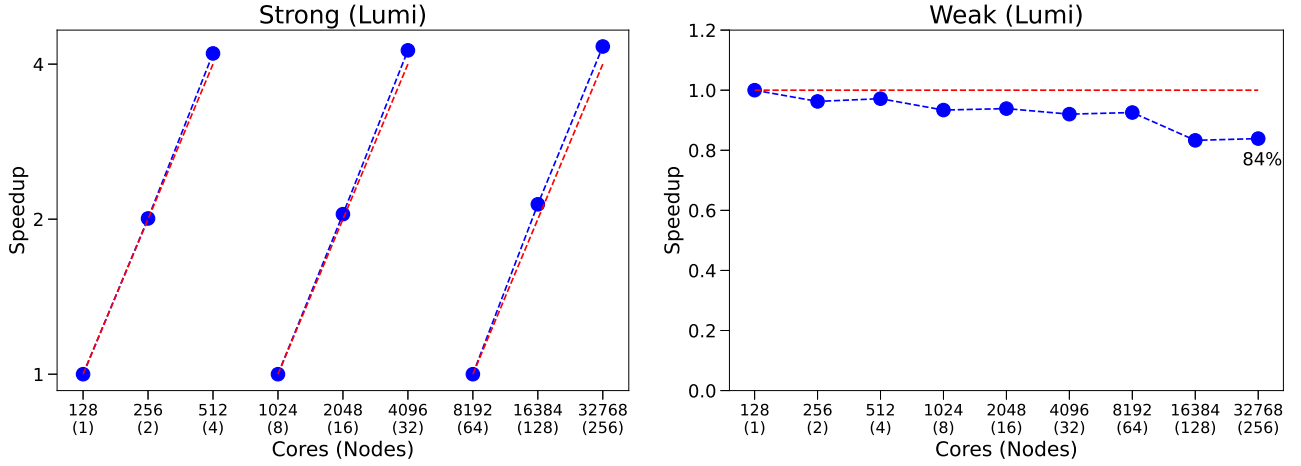 Strong (Lumi)
Speedup
4
2
1
128 256 512 1024 2048 4096 8192 16384 32768
(1) (2) (4) (8) (16) (32) (64) (128) (256)
Cores (Nodes)
Weak (Lumi)
Speedup
1.2
1.0
0.8
0.6
0.4
0.2
0.0
84%
128 256 512 1024 2048 4096 8192 16384 32768
(1) (2) (4) (8) (16) (32) (64) (128) (256)
Cores (Nodes)